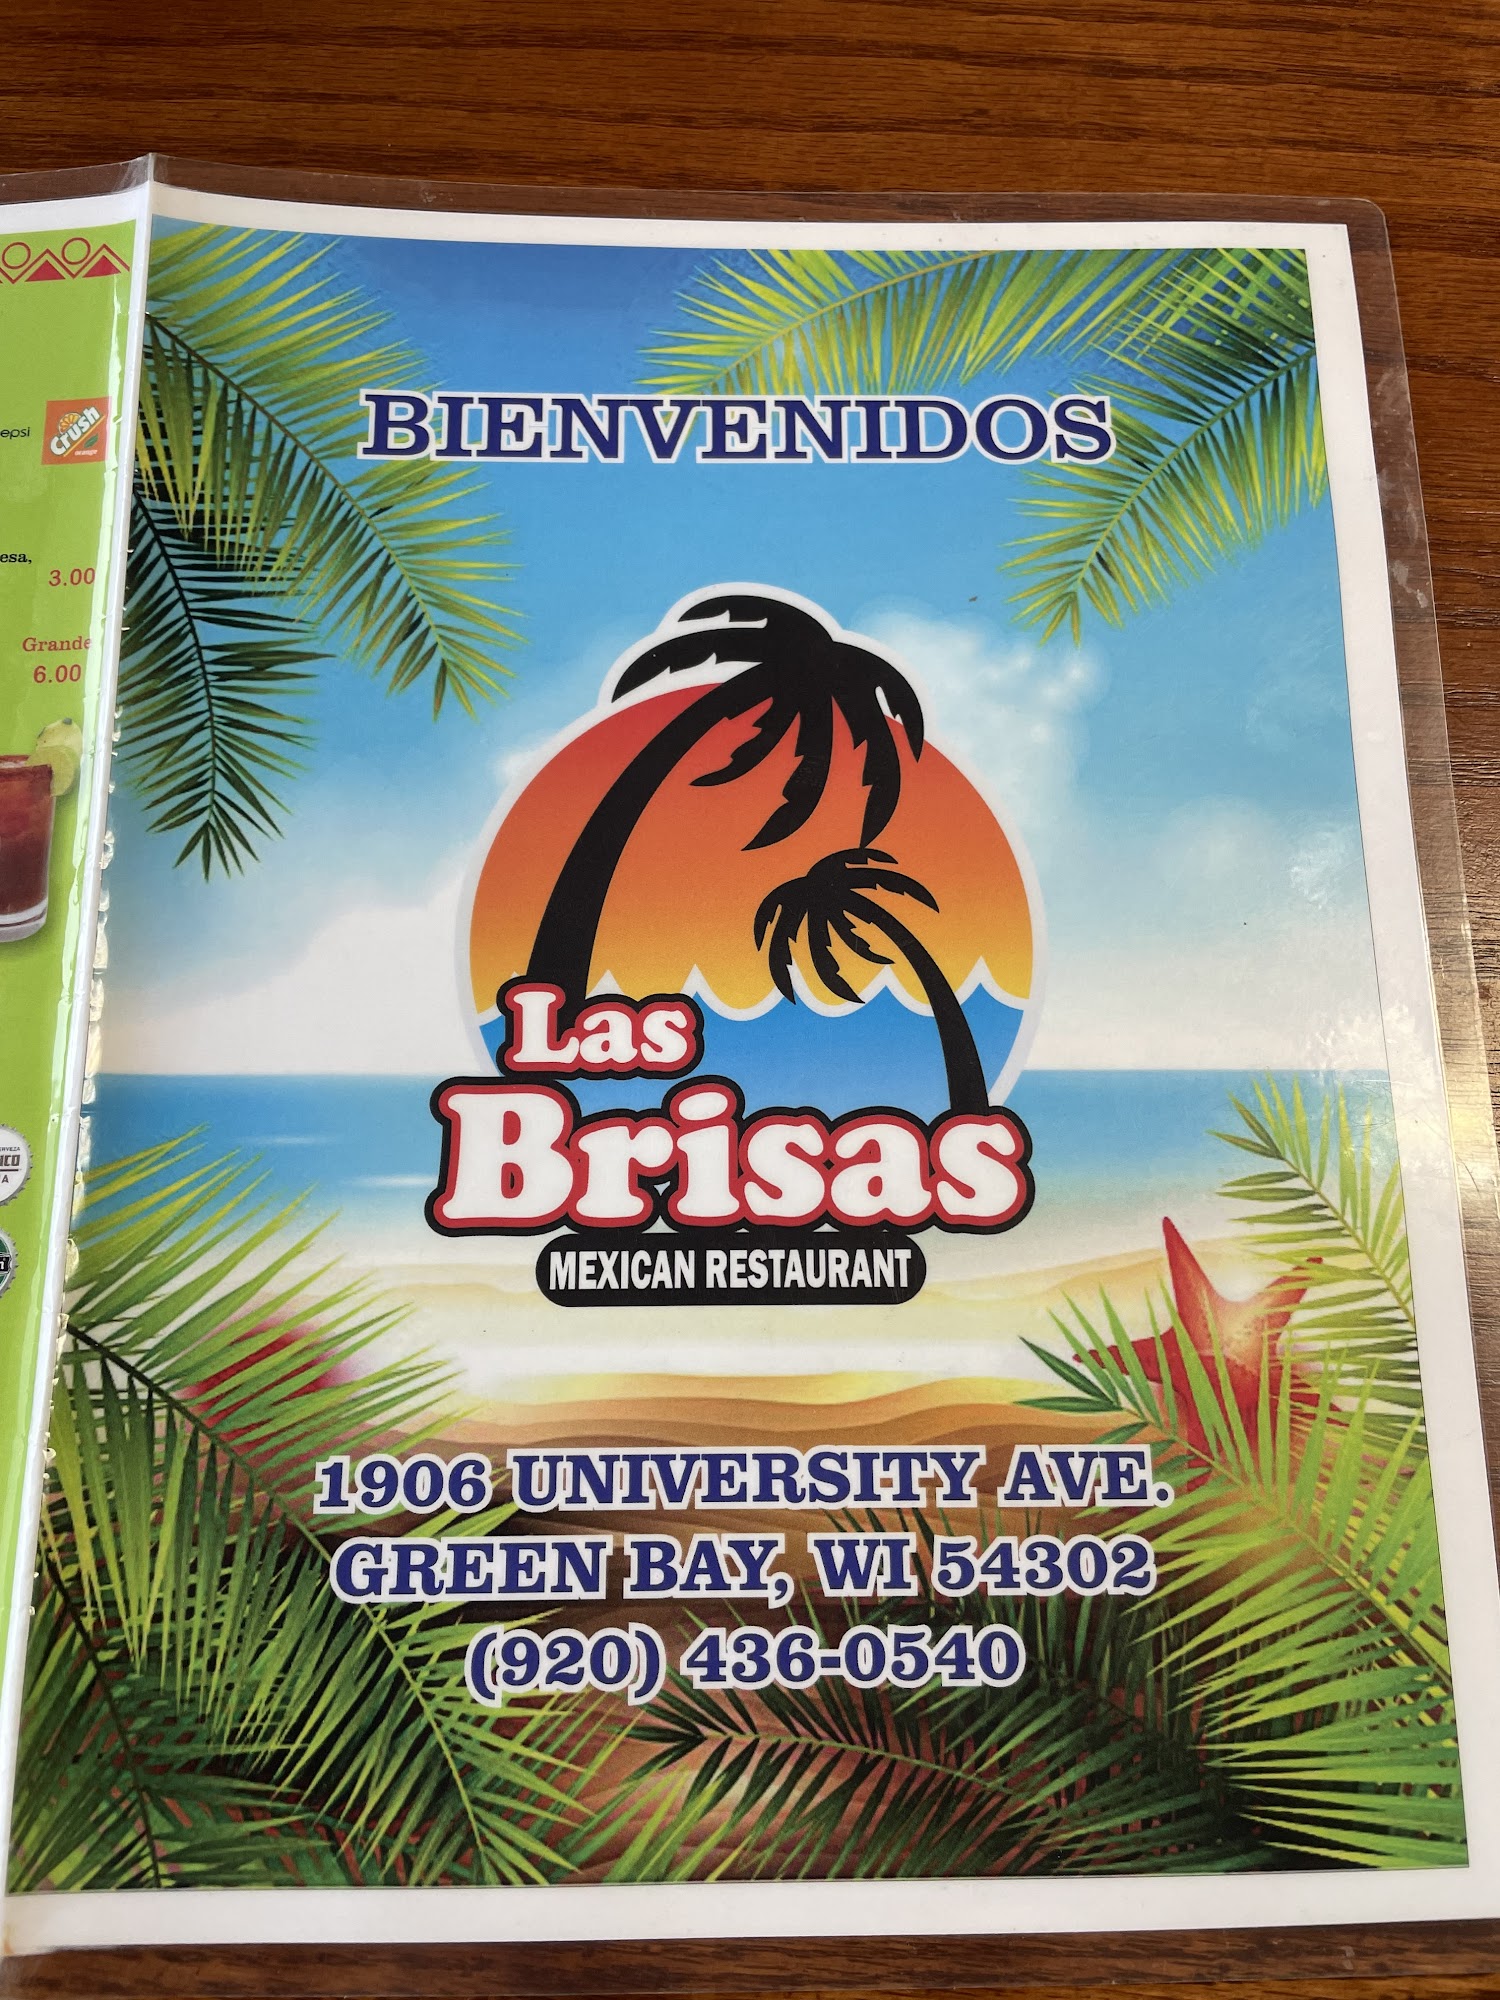 BIENVENIDOS
Las
Brisas
MEXICAN RESTAURANT
1906 UNIVERSITY AVE.
GREEN BAY, WI 54302
(920) 436-0540
Crush
orange
3.00
Grande
6.00